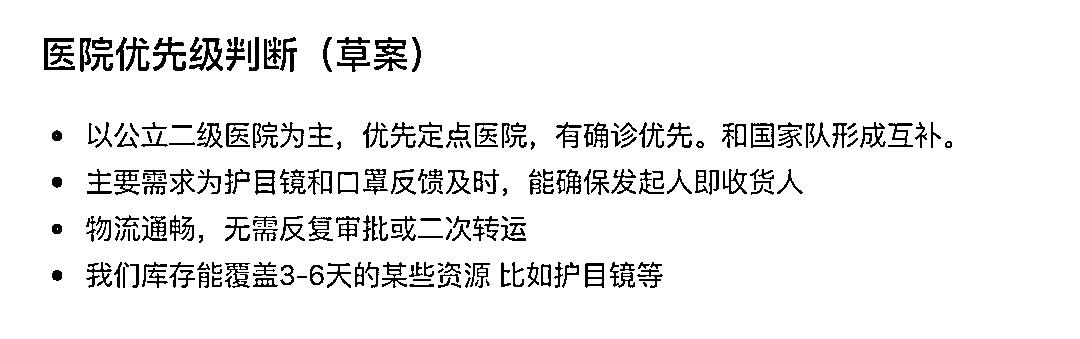 医院优先级判断（草案）
• 以公立二级医院为主，优先定点医院，有确诊优先。和国家队形成互补。
• 主要需求为护目镜和口罩反馈及时，能确保发起人即收货人
• 物流通畅，无需反复审批或二次转运
• 我们库存能覆盖3-6天的某些资源 比如护目镜等